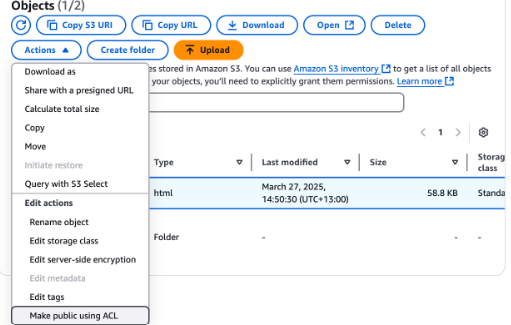 Objects (1/2)
Copy S3 URI
Copy URL
Download
Open
Delete
Actions
Create folder
Upload
es stored in Amazon S3. You can use Amazon S3 inventory to get a list of all objects
your objects, you'll need to explicitly grant them permissions. Learn more
Download as
Share with a presigned URL
Calculate total size
Copy
Move
Initiate restore
Query with S3 Select
Edit actions
Rename object
Edit storage class
Edit server-side encryption
Edit metadata
Edit tags
Make public using ACL
1
Type
Last modified
Size
Storag
class
html
March 27, 2025,
14:50:30 (UTC+13:00)
58.8 KB
Standa
Folder
-
-
-